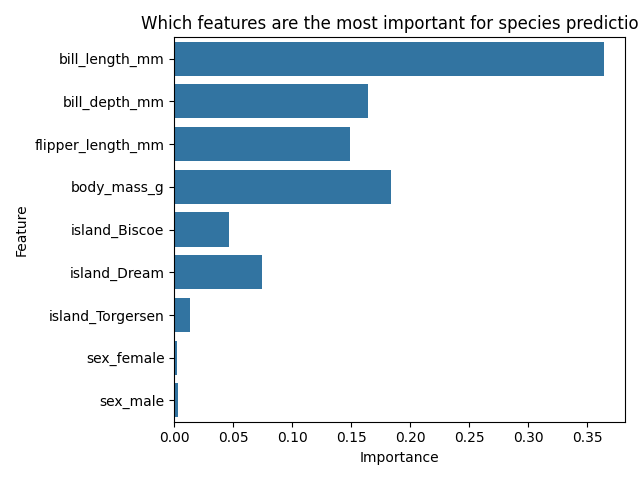 Which features are the most important for species predictio
bill_length_mm
bill_depth_mm
flipper_length_mm
body_mass_g
island_Biscoe
island_Dream
island_Torgersen
sex_female
sex_male
Feature
0.00 0.05 0.10 0.15 0.20 0.25 0.30 0.35
Importance